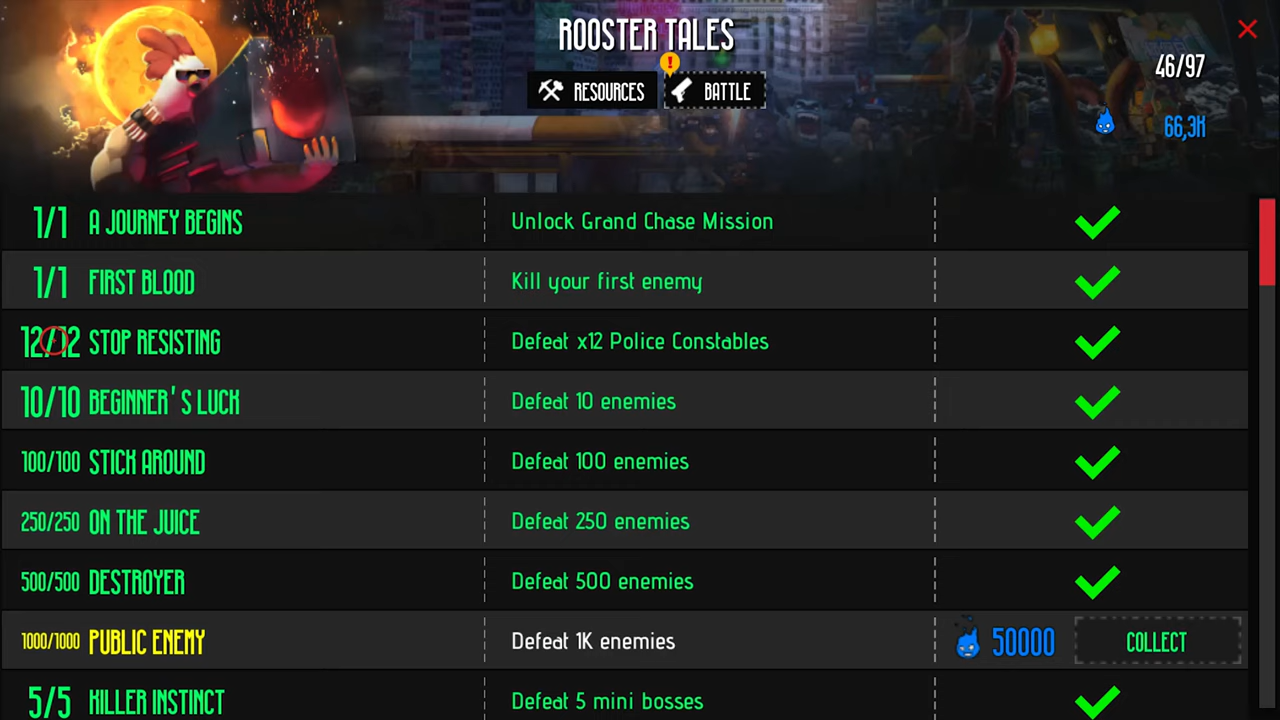 ROOSTER TALES
!
RESOURCES BATTLE
46/97
66,3K
1/1 A JOURNEY BEGINS Unlock Grand Chase Mission
1/1 FIRST BLOOD Kill your first enemy
12/12 STOP RESISTING Defeat x12 Police Constables
10/10 BEGINNER'S LUCK Defeat 10 enemies
100/100 STICK AROUND Defeat 100 enemies
250/250 ON THE JUICE Defeat 250 enemies
500/500 DESTROYER Defeat 500 enemies
1000/1000 PUBLIC ENEMY Defeat 1K enemies 50000 COLLECT
5/5 KILLER INSTINCT Defeat 5 mini bosses